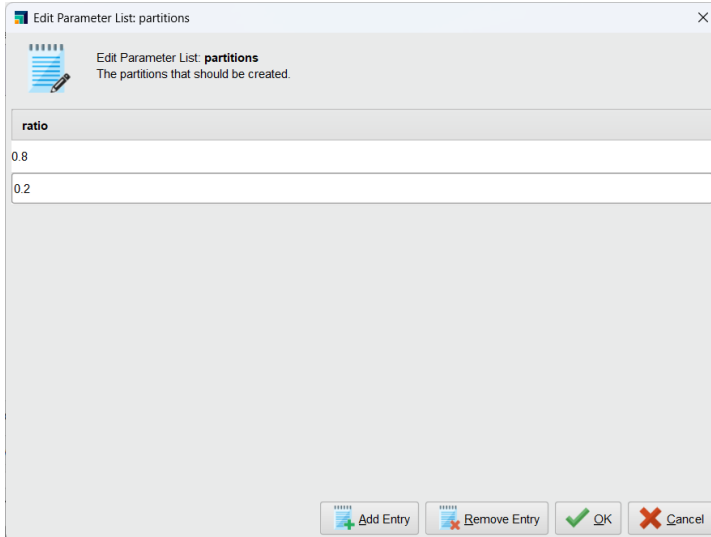 Edit Parameter List: partitions
Edit Parameter List: partitions
The partitions that should be created.
ratio
0.8
0.2
Add Entry
Remove Entry
OK
Cancel